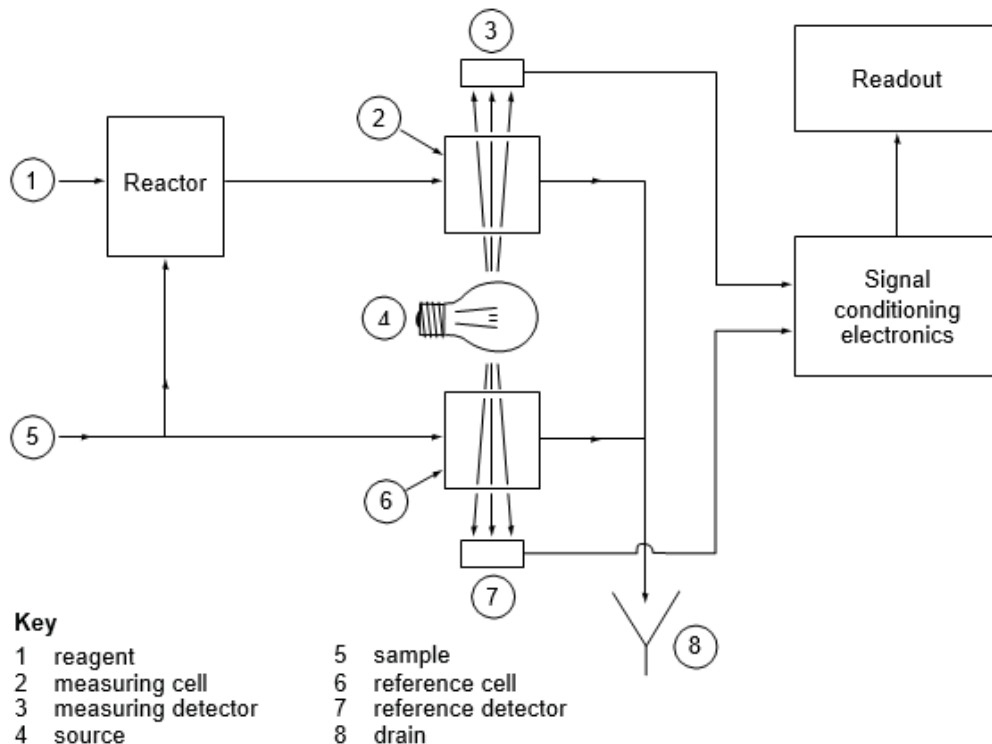 3
Readout
2
1
Reactor
Signal
conditioning
electronics
4
5
6
7
8
Key
1 reagent
2 measuring cell
3 measuring detector
4 source
5 sample
6 reference cell
7 reference detector
8 drain